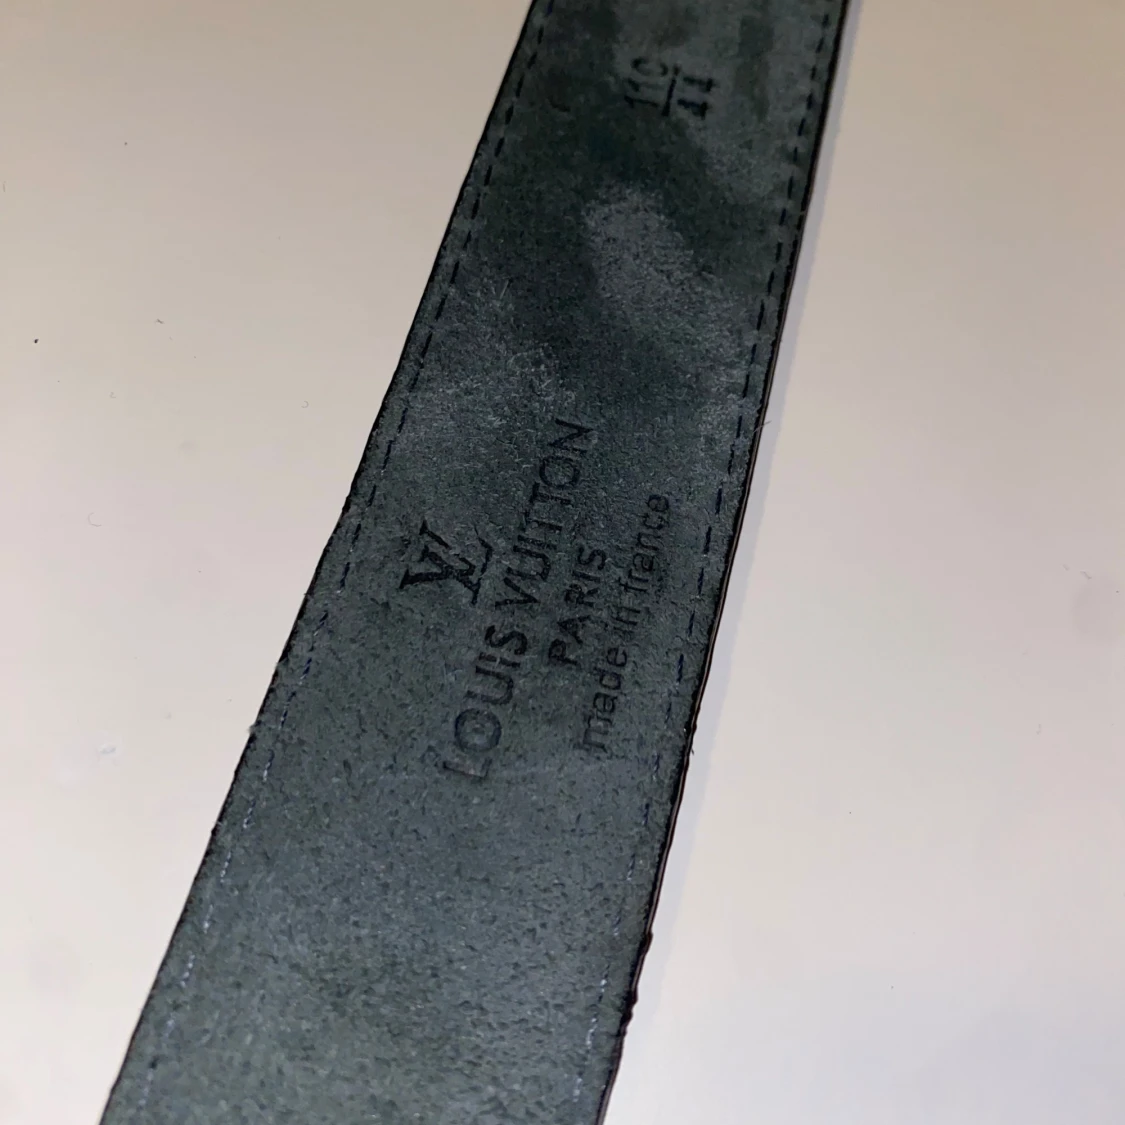 110
44
LV
LOUIS VUITTON
PARIS
made in france